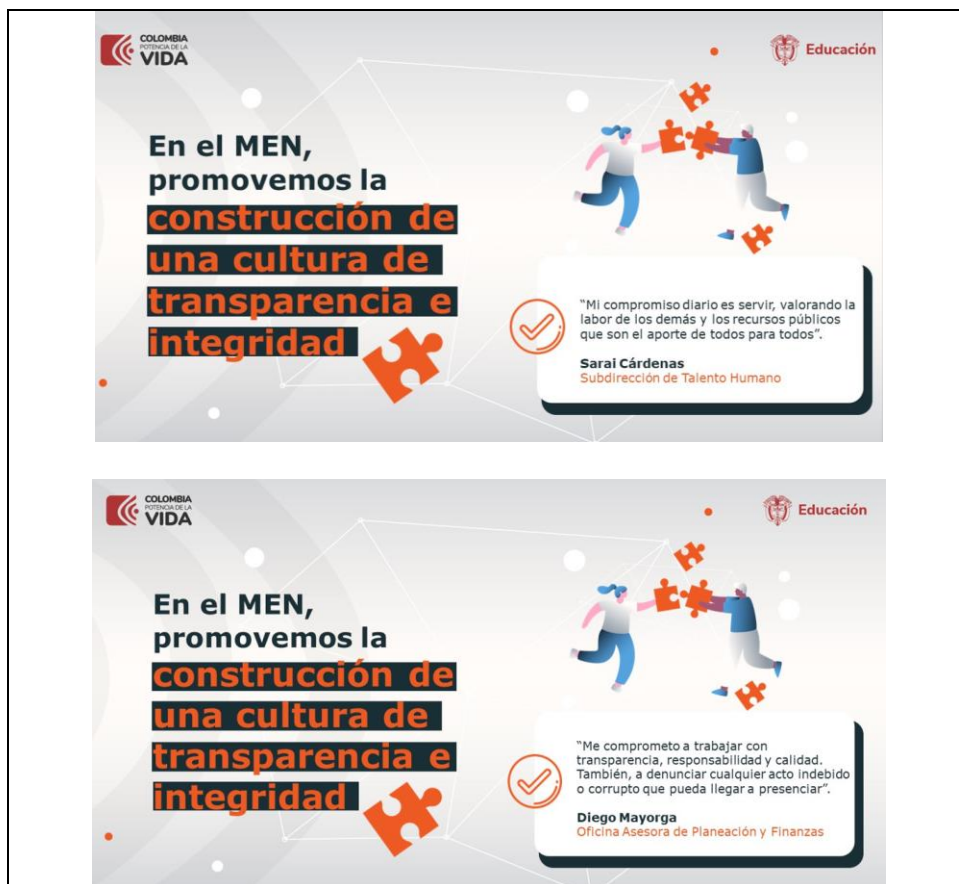 COLOMBIA
POTENCIA DE LA
VIDA
Educación
En el MEN,
promovemos la
construcción de
una cultura de
transparencia e
integridad
“Mi compromiso diario es servir, valorando la
labor de los demás y los recursos públicos
que son el aporte de todos para todos”.
Sarai Cárdenas
Subdirección de Talento Humano
COLOMBIA
POTENCIA DE LA
VIDA
Educación
En el MEN,
promovemos la
construcción de
una cultura de
transparencia e
integridad
“Me comprometo a trabajar con
transparencia, responsabilidad y calidad.
También, a denunciar cualquier acto indebido
o corrupto que pueda llegar a presenciar”.
Diego Mayorga
Oficina Asesora de Planeación y Finanzas